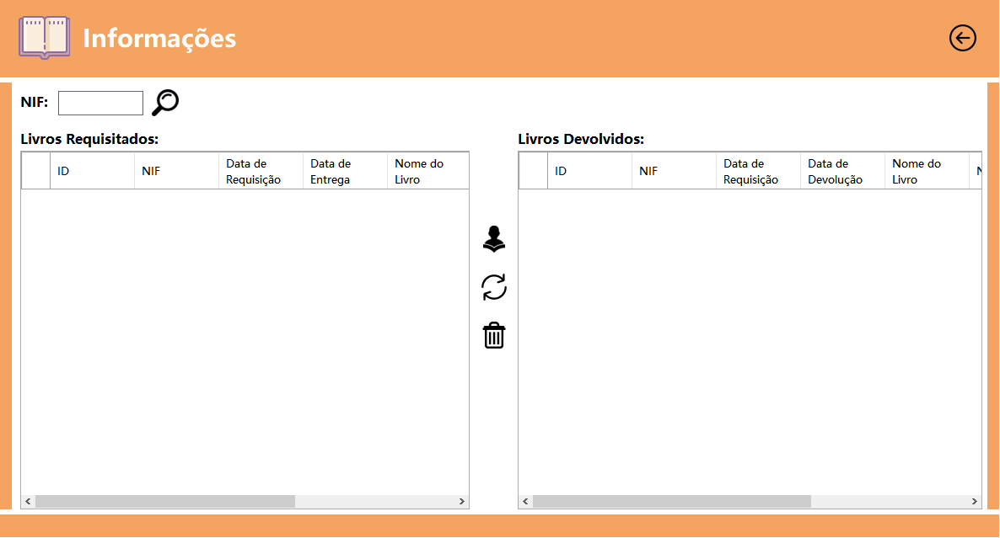 Informações
NIF:
Livros Requisitados:
ID
NIF
Data de
Requisição
Data de
Entrega
Nome do
Livro
Livros Devolvidos:
ID
NIF
Data de
Requisição
Data de
Devolução
Nome do
Livro